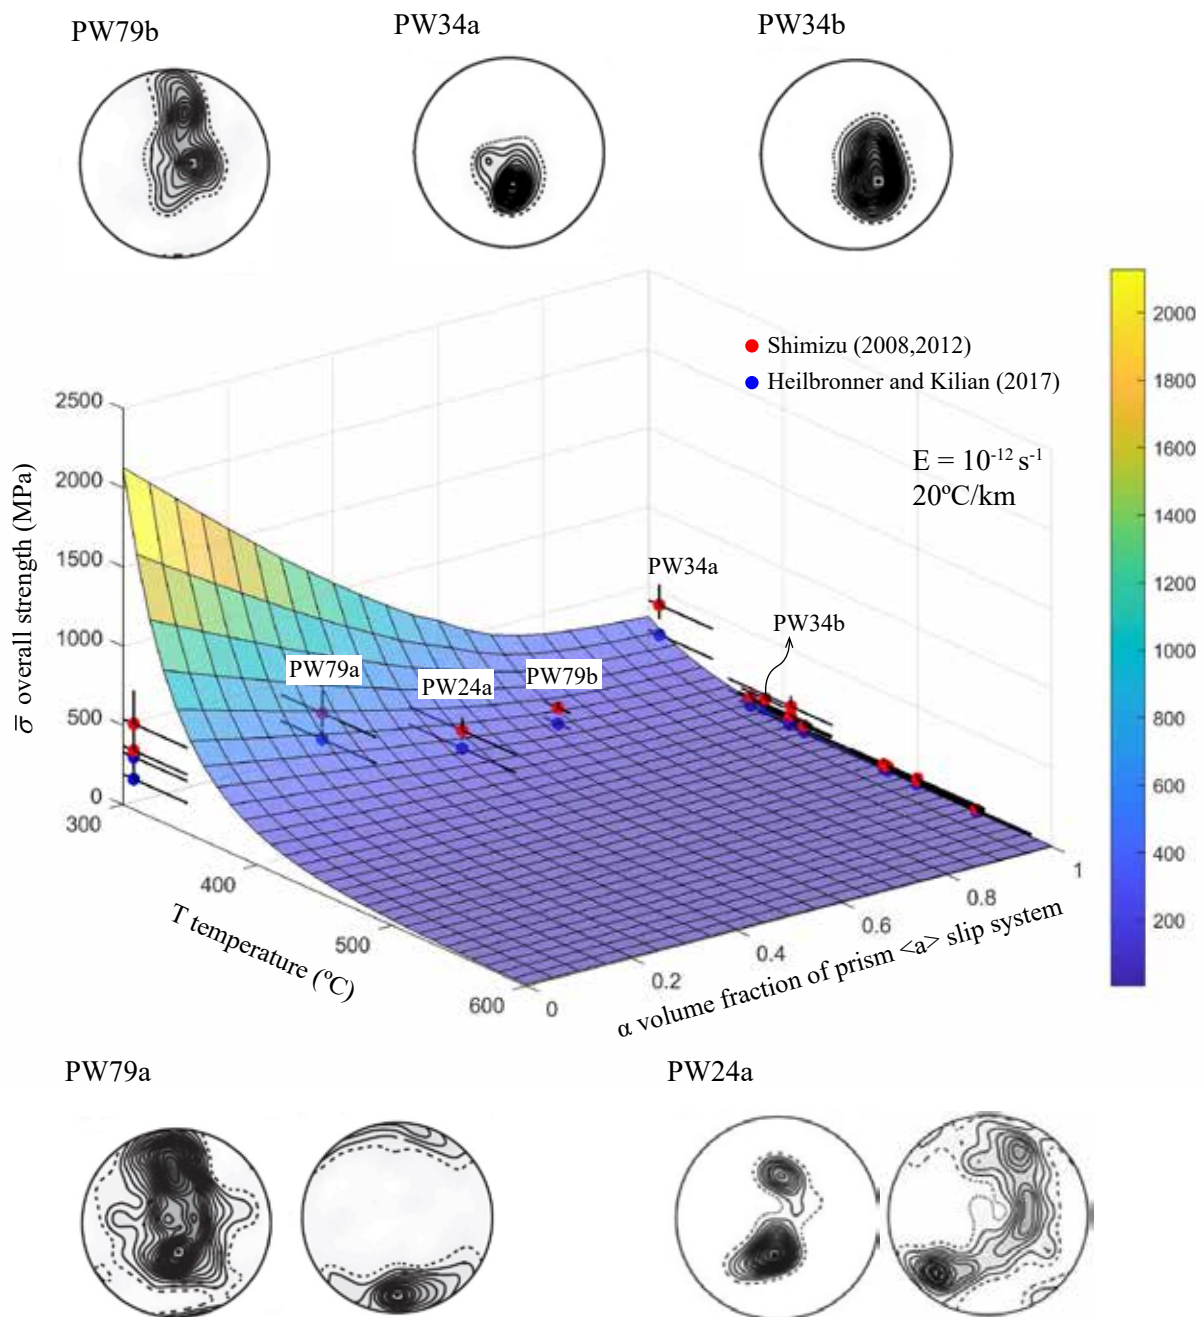 PW79b
PW34a
PW34b
Shimizu (2008,2012)
Heilbronner and Kilian (2017)
E = 10⁻¹² s⁻¹
20ºC/km
2500
2000
1500
1000
500
0
σ̅ overall strength (MPa)
PW34a
PW34b
PW79a
PW24a
PW79b
300
400
500
600
T temperature (ºC)
0
0.2
0.4
0.6
0.8
1
α volume fraction of prism <a> slip system
2000
1800
1600
1400
1200
1000
800
600
400
200
PW79a
PW24a